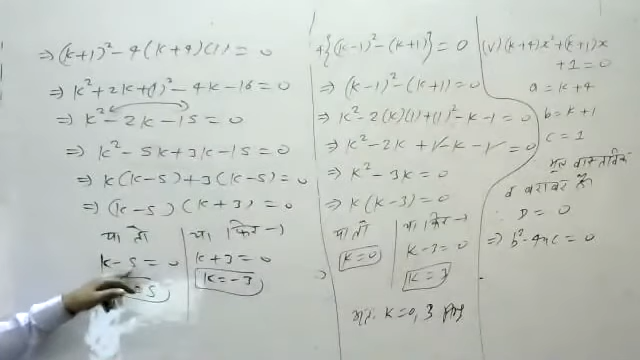 ⇒ (k+1)² - 4(k+4)(1) = 0
⇒ k² + 2k + (1)² - 4k - 16 = 0
⇒ k² - 2k - 15 = 0
⇒ k² - 5k + 3k - 15 = 0
⇒ k(k-5) + 3(k-5) = 0
⇒ (k-5) (k+3) = 0
या तो
k - 5 = 0
= 5
या फिर →
k + 3 = 0
k = -3
4{(k-1)² - (k+1)} = 0
⇒ (k-1)² - (k+1) = 0
⇒ k² - 2(k)(1) + (1)² - k - 1 = 0
⇒ k² - 2k + 1 - k - 1 = 0
⇒ k² - 3k = 0
⇒ k(k-3) = 0
या तो
k = 0
या फिर →
k - 3 = 0
k = 3
अतः k = 0, 3
(v) (k+4)x² + (k+1)x
+ 1 = 0
a = k + 4
b = k + 1
c = 1
मूल वास्तविक
व बराबर है।
∴ D = 0
⇒ b² - 4ac = 0